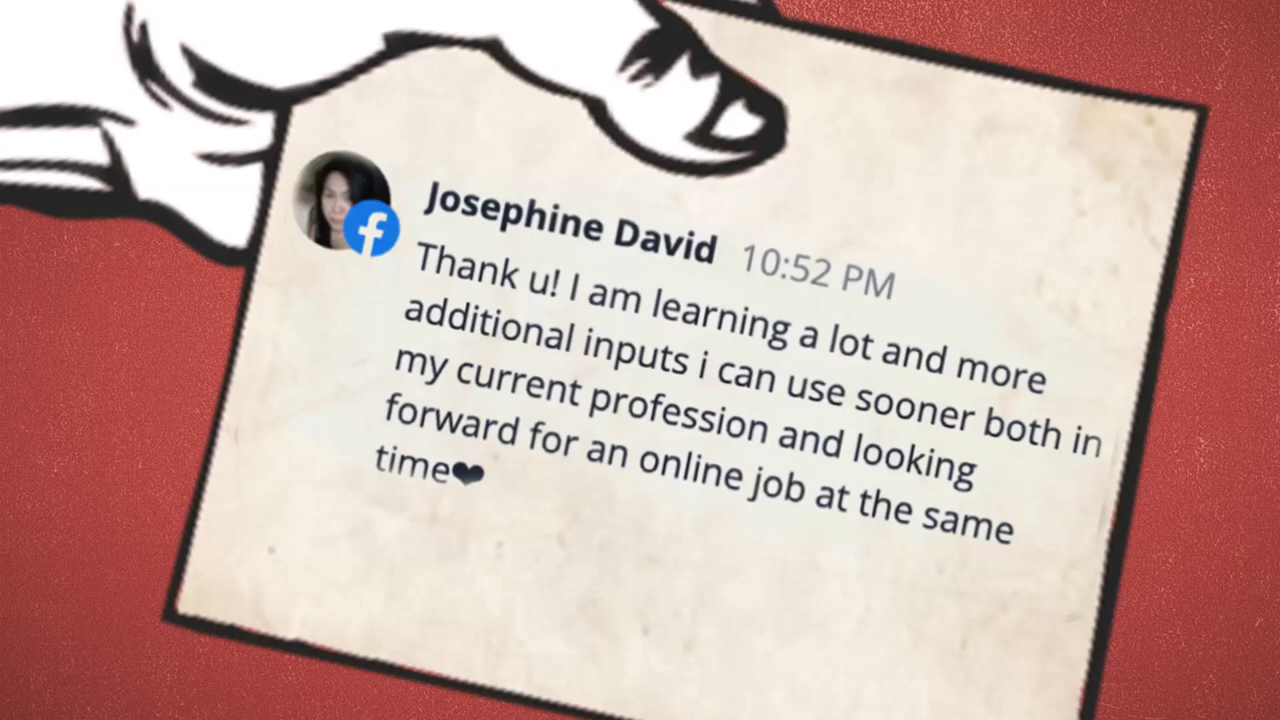 Josephine David 10:52 PM
Thank u! I am learning a lot and more
additional inputs i can use sooner both in
my current profession and looking
forward for an online job at the same
time❤